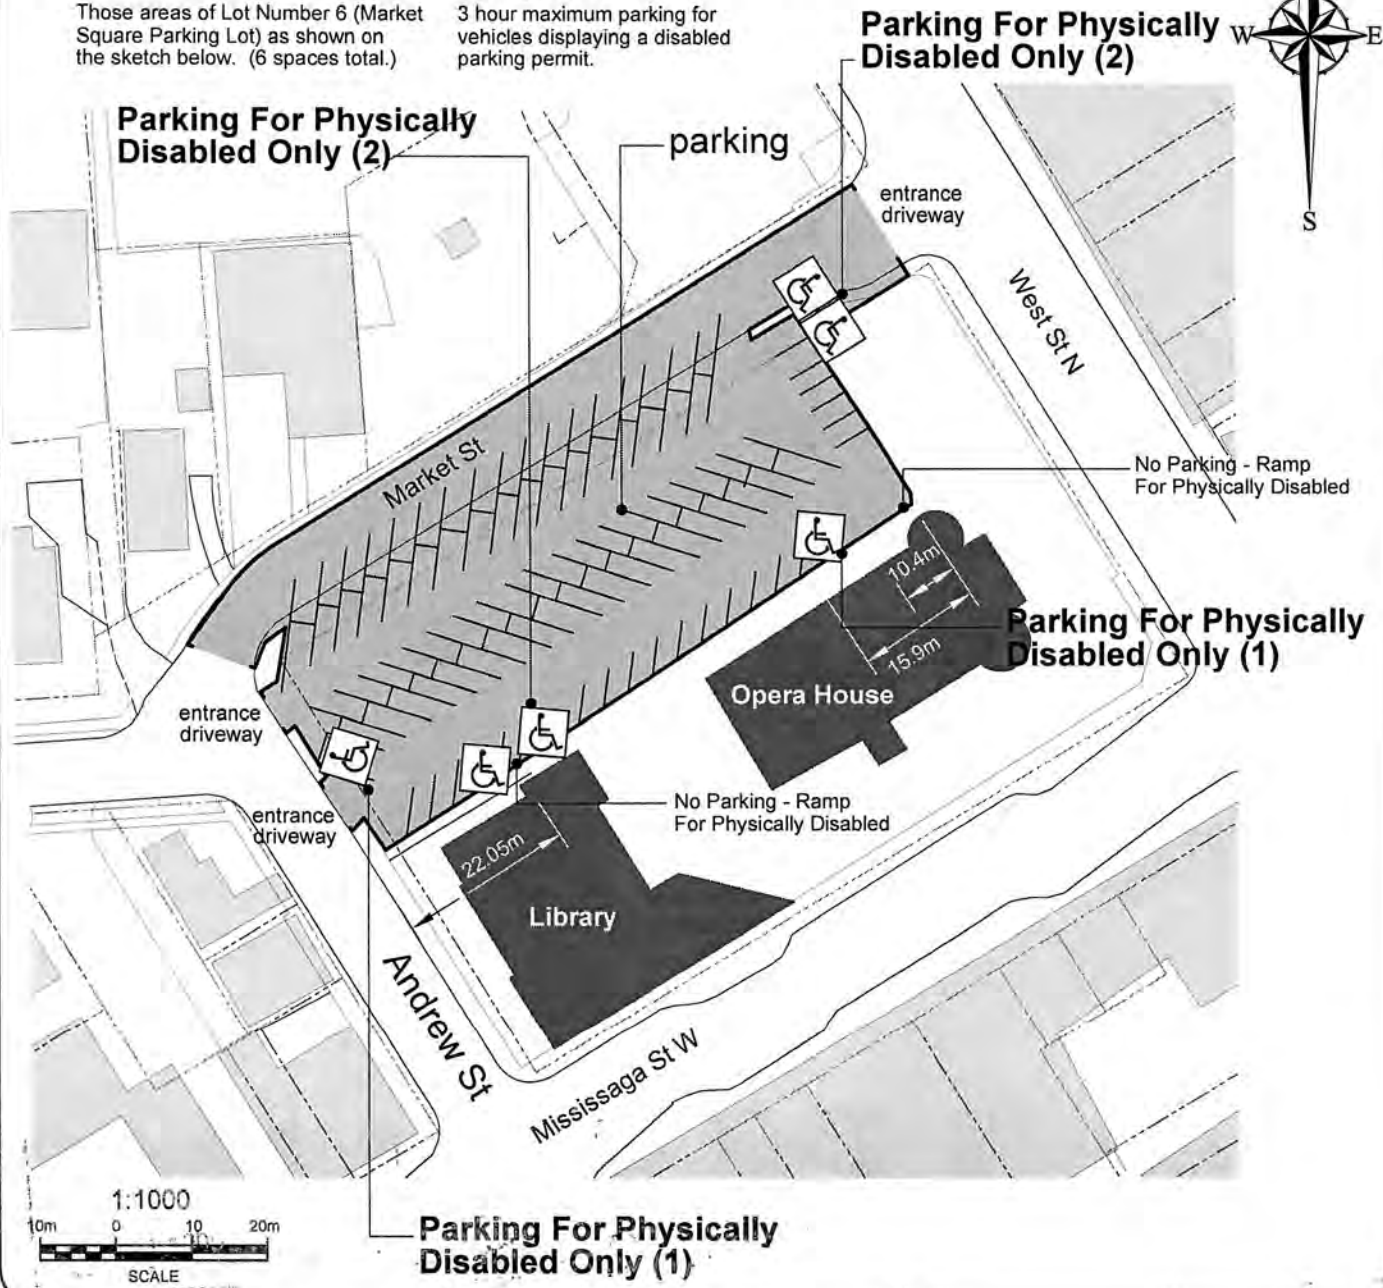 Those areas of Lot Number 6 (Market
Square Parking Lot) as shown on
the sketch below. (6 spaces total.)
3 hour maximum parking for
vehicles displaying a disabled
parking permit.
Parking For Physically
Disabled Only (2)
W
E
S
Parking For Physically
Disabled Only (2)
parking
entrance
driveway
West St N
Market St
No Parking - Ramp
For Physically Disabled
10.4m
15.9m
Parking For Physically
Disabled Only (1)
Opera House
entrance
driveway
entrance
driveway
No Parking - Ramp
For Physically Disabled
22.05m
Library
Andrew St
Mississaga St W
1:1000
10m 0 10 20m
SCALE
Parking For Physically
Disabled Only (1)